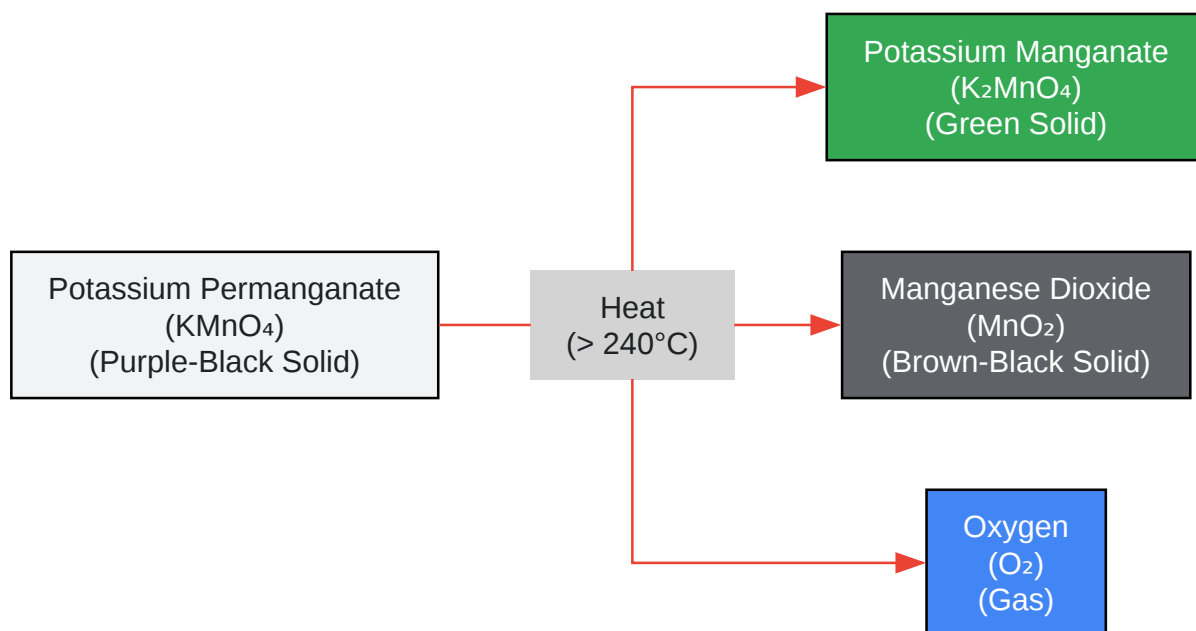 Potassium Manganate
(K₂MnO₄)
(Green Solid)
Potassium Permanganate
(KMnO₄)
(Purple-Black Solid)
Heat
(> 240°C)
Manganese Dioxide
(MnO₂)
(Brown-Black Solid)
Oxygen
(O₂)
(Gas)